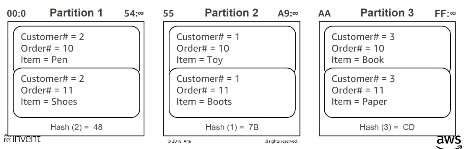 00:0 Partition 1 54:∞
55 Partition 2 A9:∞
AA Partition 3 FF:∞
Customer# = 2
Order# = 10
Item = Pen
Customer# = 2
Order# = 11
Item = Shoes
Hash (2) = 48
Customer# = 1
Order# = 10
Item = Toy
Customer# = 1
Order# = 11
Item = Boots
Hash (1) = 7B
Customer# = 3
Order# = 10
Item = Book
Customer# = 3
Order# = 11
Item = Paper
Hash (3) = CD
re:Invent
rights reserved.
aws